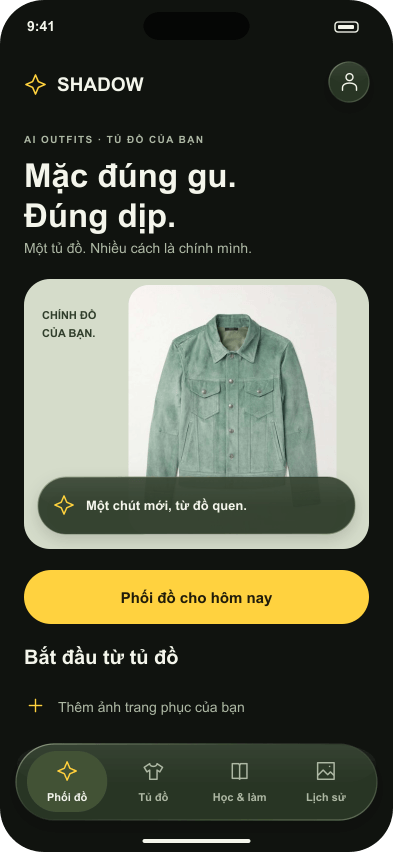 9:41
SHADOW
AI OUTFITS · TỦ ĐỒ CỦA BẠN
Mặc đúng gu.
Đúng dịp.
Một tủ đồ. Nhiều cách là chính mình.
CHÍNH ĐỒ
CỦA BẠN.
Một chút mới, từ đồ quen.
Phối đồ cho hôm nay
Bắt đầu từ tủ đồ
Thêm ảnh trang phục của bạn
Phối đồ
Tủ đồ
Học & làm
Lịch sử